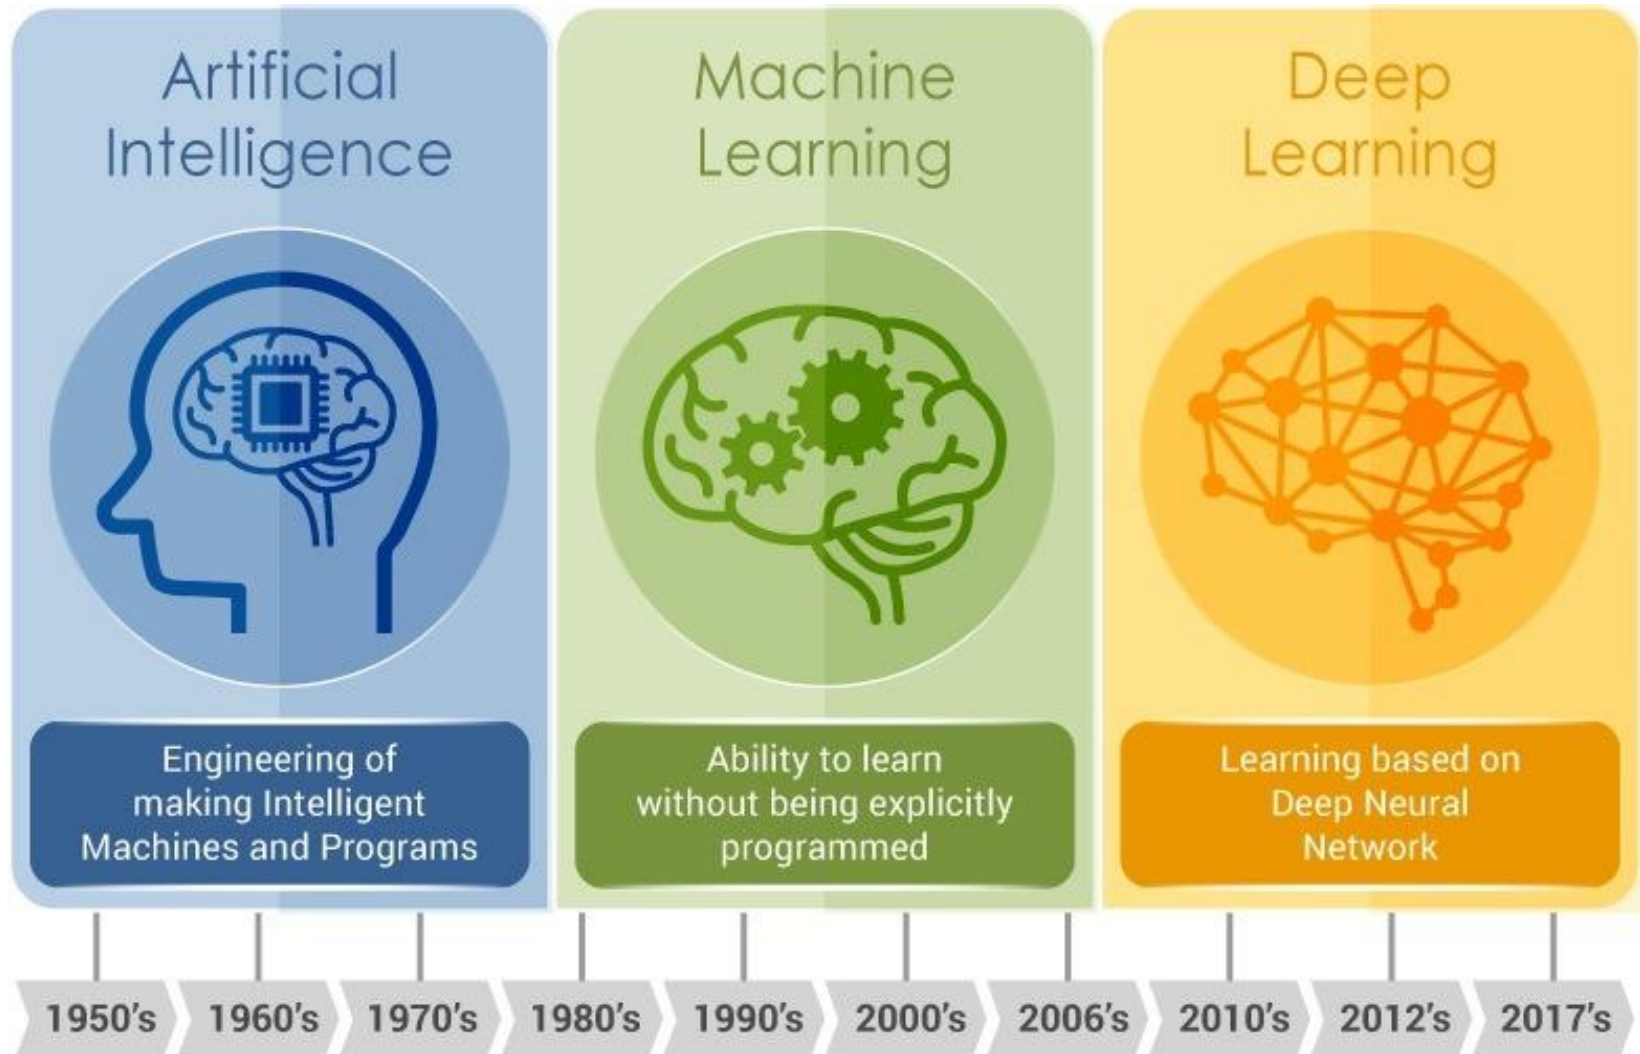 Artificial
Intelligence
Engineering of
making Intelligent
Machines and Programs
Machine
Learning
Ability to learn
without being explicitly
programmed
Deep
Learning
Learning based on
Deep Neural
Network
1950's 1960's 1970's 1980's 1990's 2000's 2006's 2010's 2012's 2017's